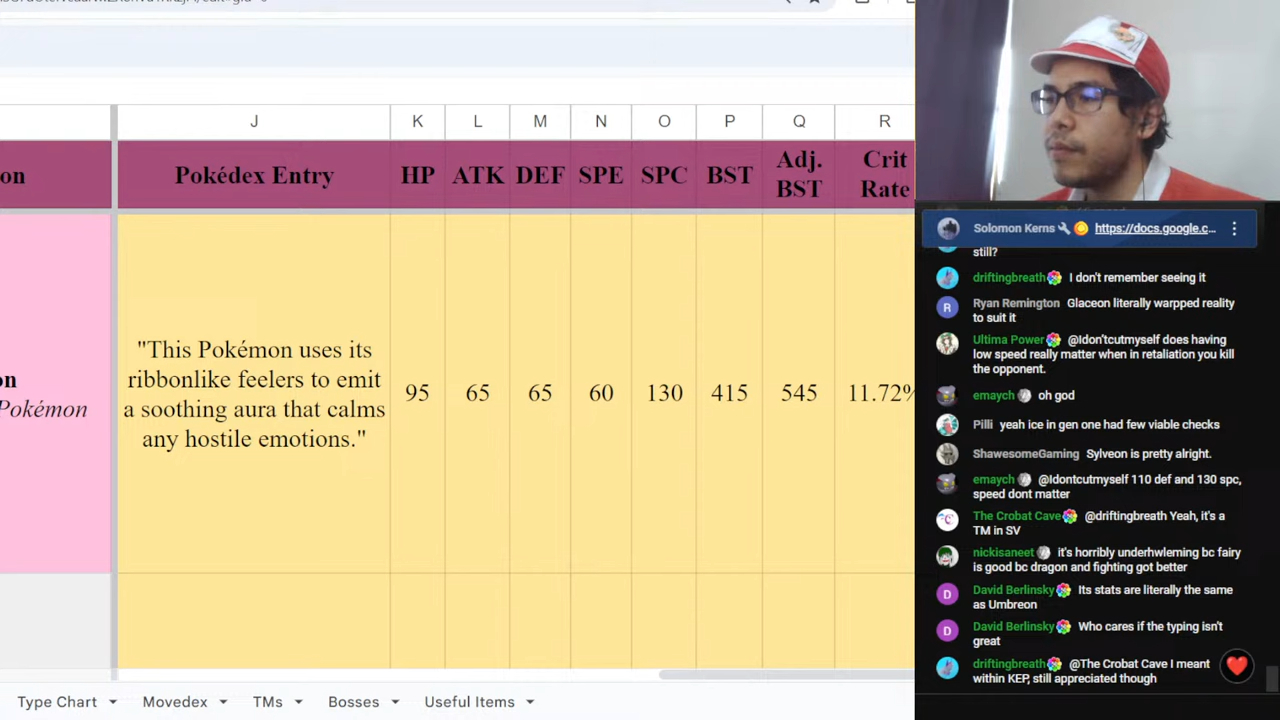 J K L M N O P Q R
on Pokédex Entry HP ATK DEF SPE SPC BST Adj. BST Crit Rate
"This Pokémon uses its
ribbonlike feelers to emit
a soothing aura that calms
any hostile emotions."
on
Pokémon
95 65 65 60 130 415 545 11.72%
Type Chart Movedex TMs Bosses Useful Items
Solomon Kerns https://docs.google.c...
still?
driftingbreath I don't remember seeing it
Ryan Remington Glaceon literally warpped reality
to suit it
Ultima Power @Idon'tcutmyself does having
low speed really matter when in retaliation you kill
the opponent.
emaych oh god
Pilli yeah ice in gen one had few viable checks
ShawesomeGaming Sylveon is pretty alright.
emaych @Idontcutmyself 110 def and 130 spc,
speed dont matter
The Crobat Cave @driftingbreath Yeah, it's a
TM in SV
nickisaneet it's horribly underhwleming bc fairy
is good bc dragon and fighting got better
David Berlinsky Its stats are literally the same
as Umbreon
David Berlinsky Who cares if the typing isn't
great
driftingbreath @The Crobat Cave I meant
within KEP, still appreciated though